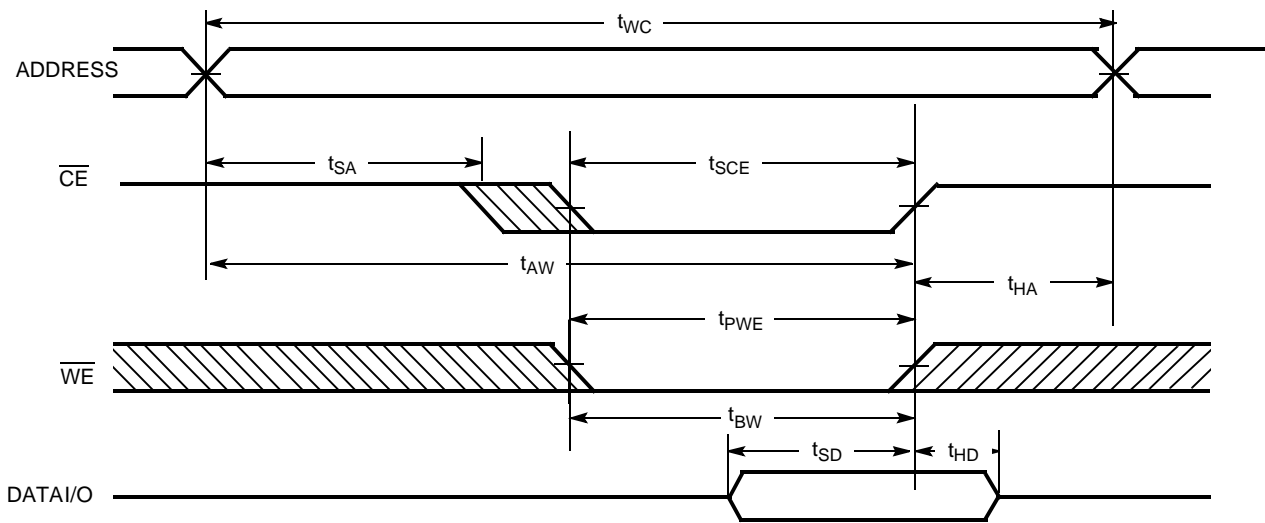 tWC
ADDRESS
tSA
tSCE
CE
tAW
tHA
tPWE
WE
tBW
tSD
tHD
DATAI/O